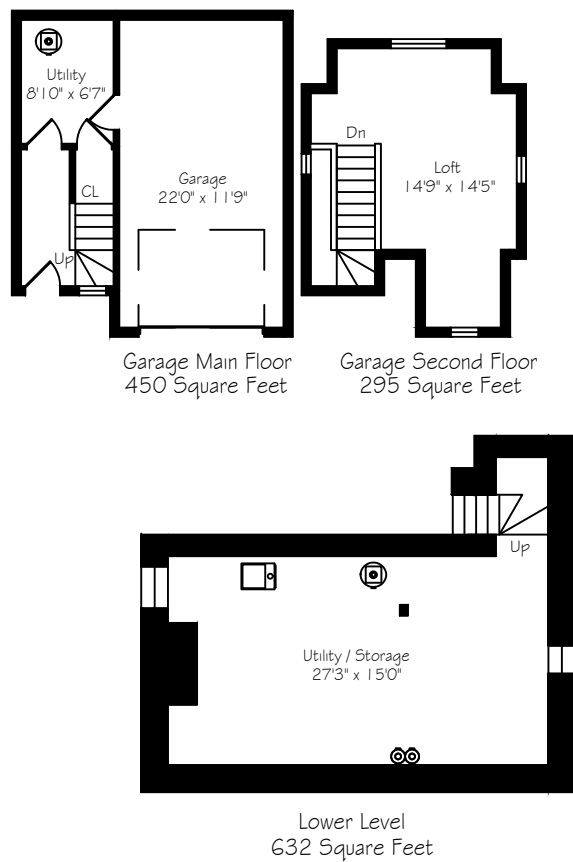 Utility
8'10" x 6'7"
CL
Up
Garage
22'0" x 11'9"
Garage Main Floor
450 Square Feet
Dn
Loft
14'9" x 14'5"
Garage Second Floor
295 Square Feet
Up
Utility / Storage
27'3" x 15'0"
Lower Level
632 Square Feet